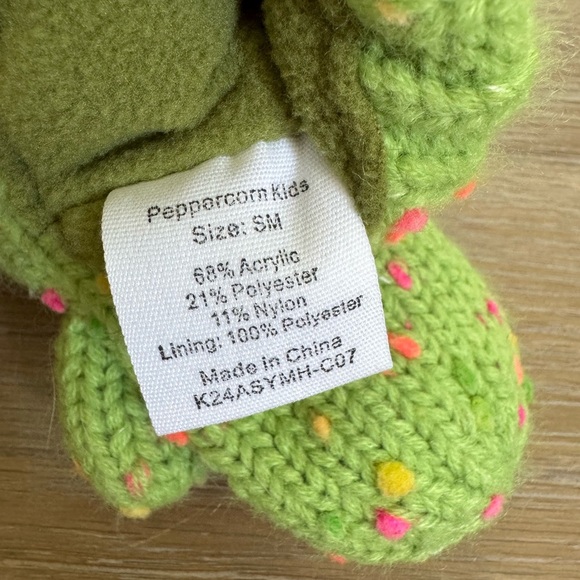 Peppercorn Kids
Size: SM
68% Acrylic
21% Polyester
11% Nylon
Lining: 100% Polyester
Made in China
K24ASYMH-C07